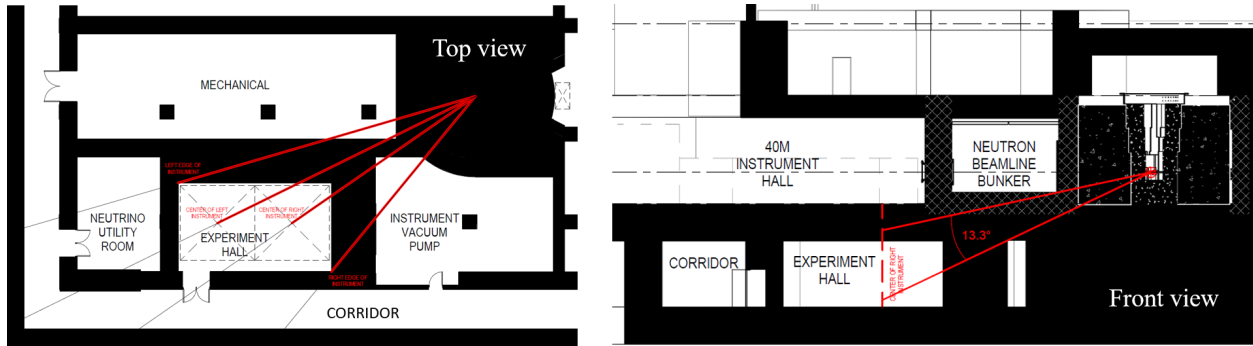 Top view
MECHANICAL
LEFT EDGE OF
INSTRUMENT
CENTER OF LEFT
INSTRUMENT
CENTER OF RIGHT
INSTRUMENT
NEUTRINO
UTILITY
ROOM
EXPERIMENT
HALL
INSTRUMENT
VACUUM
PUMP
RIGHT EDGE OF
INSTRUMENT
CORRIDOR
40M
INSTRUMENT
HALL
NEUTRON
BEAMLINE
BUNKER
13.3°
CORRIDOR
EXPERIMENT
HALL
CENTER OF RIGHT
INSTRUMENT
Front view